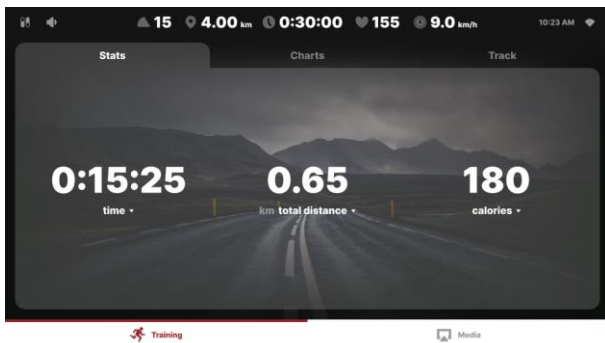 15 4.00 km 0:30:00 155 9.0 km/h 10:23 AM
Stats Charts Track
0:15:25 0.65 180
time km total distance calories
Training Media